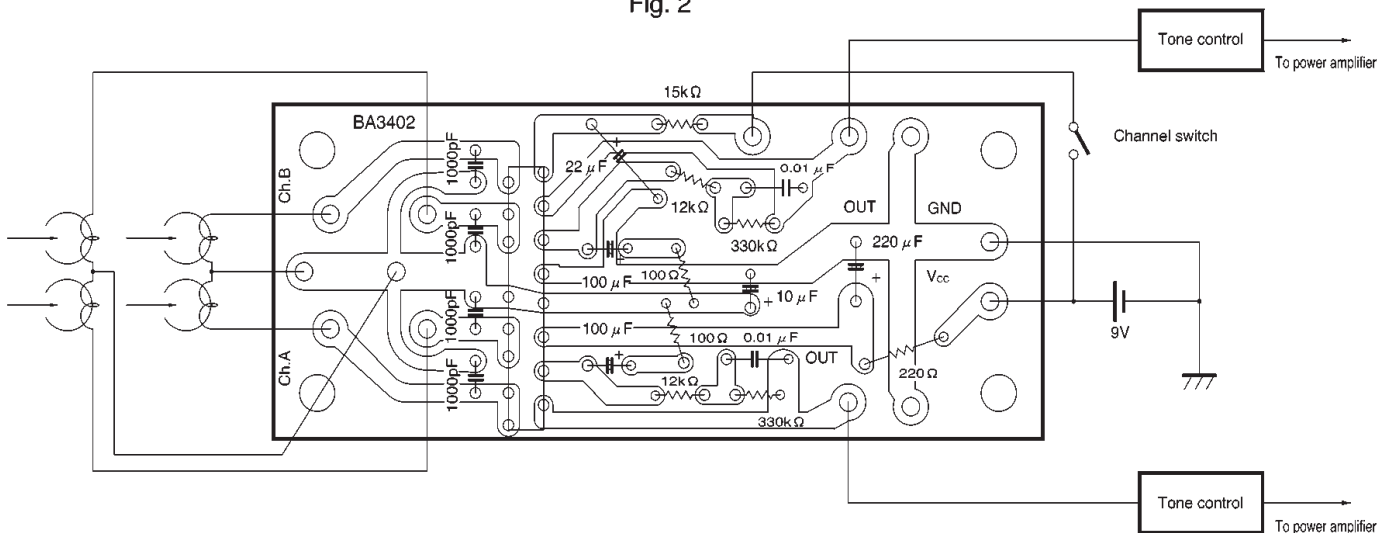 Fig. 2
Tone control
To power amplifier
15kΩ
BA3402
Channel switch
Ch.B
1000pF
22 μF
0.01 μF
12kΩ
OUT
GND
1000pF
330kΩ
220 μF
100Ω
100 μF
Vcc
10 μF
1000pF
100 μF
100Ω
0.01 μF
9V
OUT
Ch.A
1000pF
12kΩ
220Ω
330kΩ
Tone control
To power amplifier